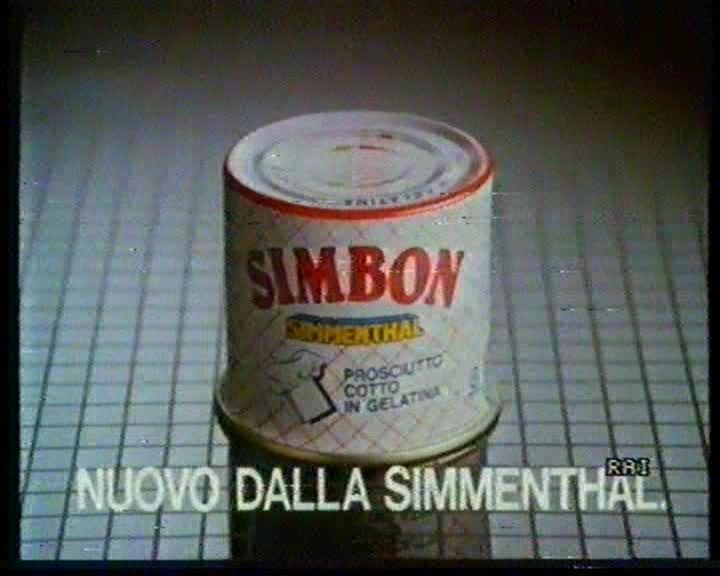 SIMBON
SIMMENTHAL
PROSCIUTTO
COTTO
IN GELATINA
RAI
NUOVO DALLA SIMMENTHAL.